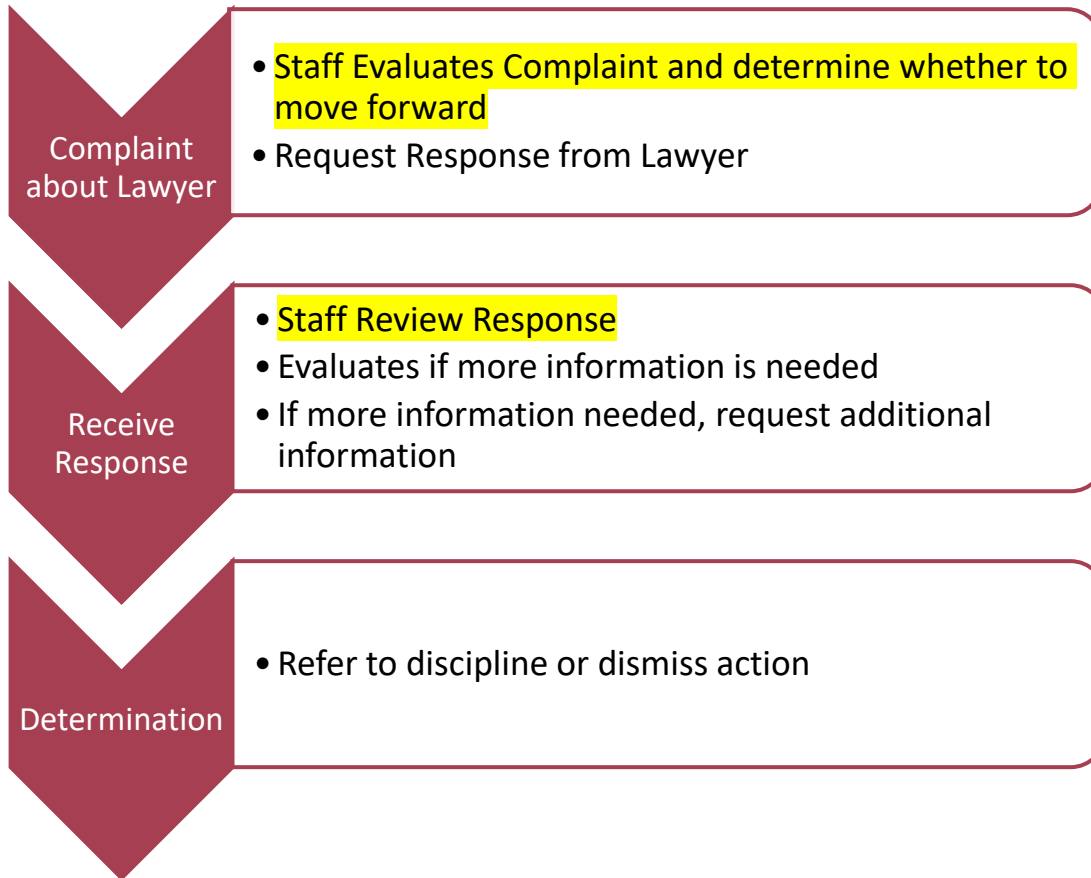 Complaint
about Lawyer
• Staff Evaluates Complaint and determine whether to
move forward
• Request Response from Lawyer
Receive
Response
• Staff Review Response
• Evaluates if more information is needed
• If more information needed, request additional
information
Determination
• Refer to discipline or dismiss action